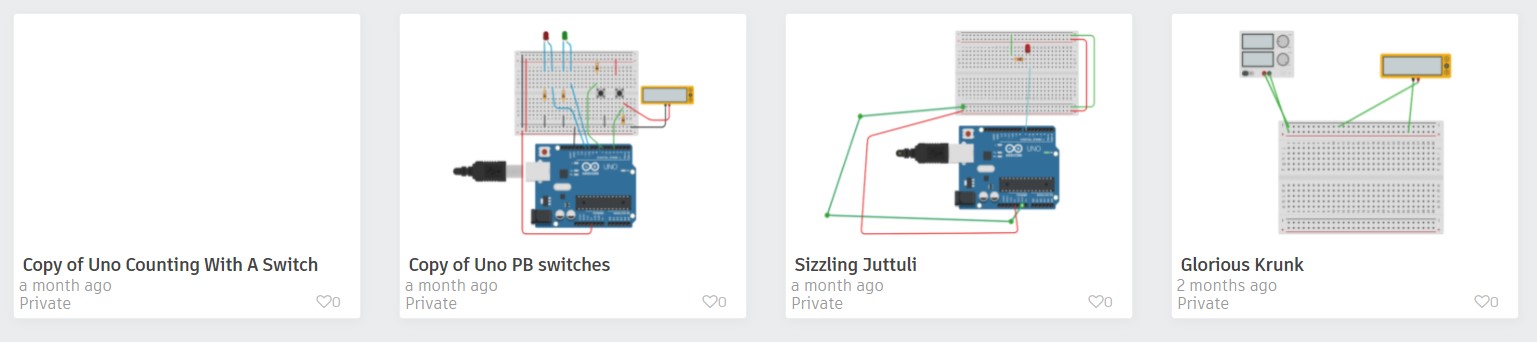 Copy of Uno Counting With A Switch
a month ago
Private
0
Copy of Uno PB switches
a month ago
Private
0
Sizzling Juttuli
a month ago
Private
0
Glorious Krunk
2 months ago
Private
0